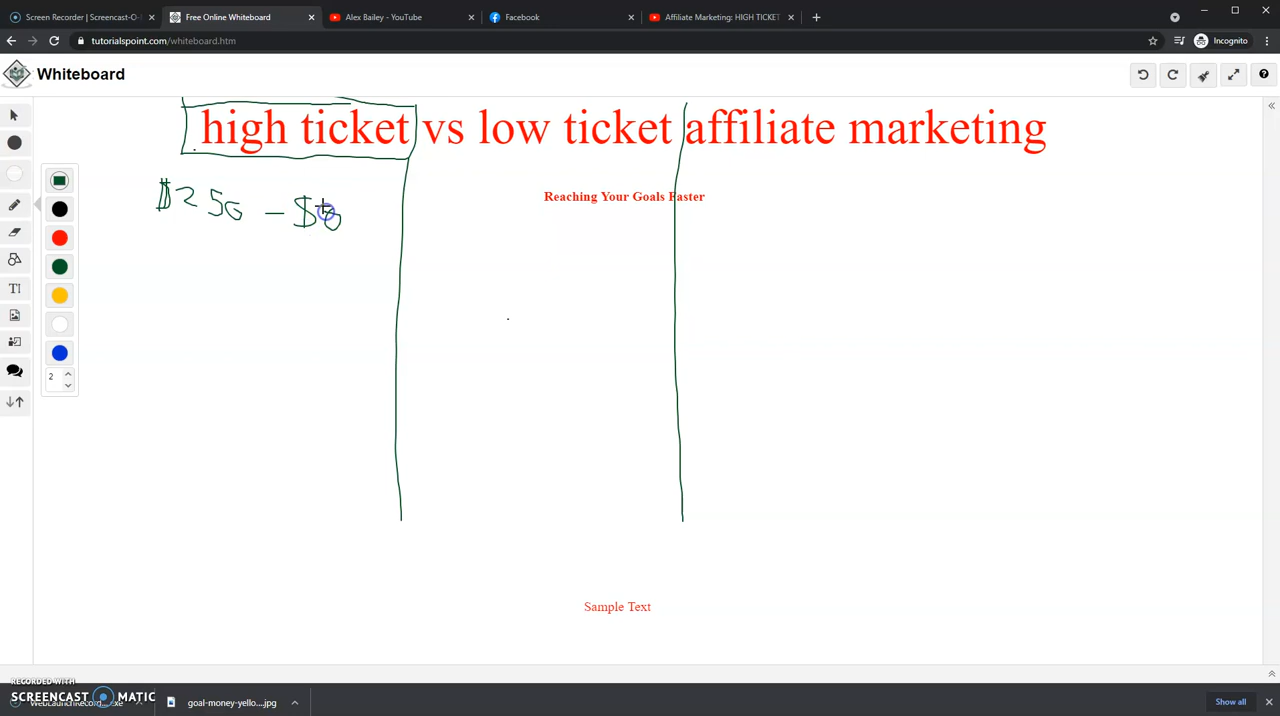 Screen Recorder | Screencast-O-
Free Online Whiteboard
Alex Bailey - YouTube
Facebook
Affiliate Marketing: HIGH TICKET
tutorialspoint.com/whiteboard.htm
Incognito
Whiteboard
high ticket vs low ticket affiliate marketing
Reaching Your Goals Faster
$250 - $
2
Sample Text
RECORDED WITH
SCREENCAST MATIC
goal-money-yello....jpg
Show all